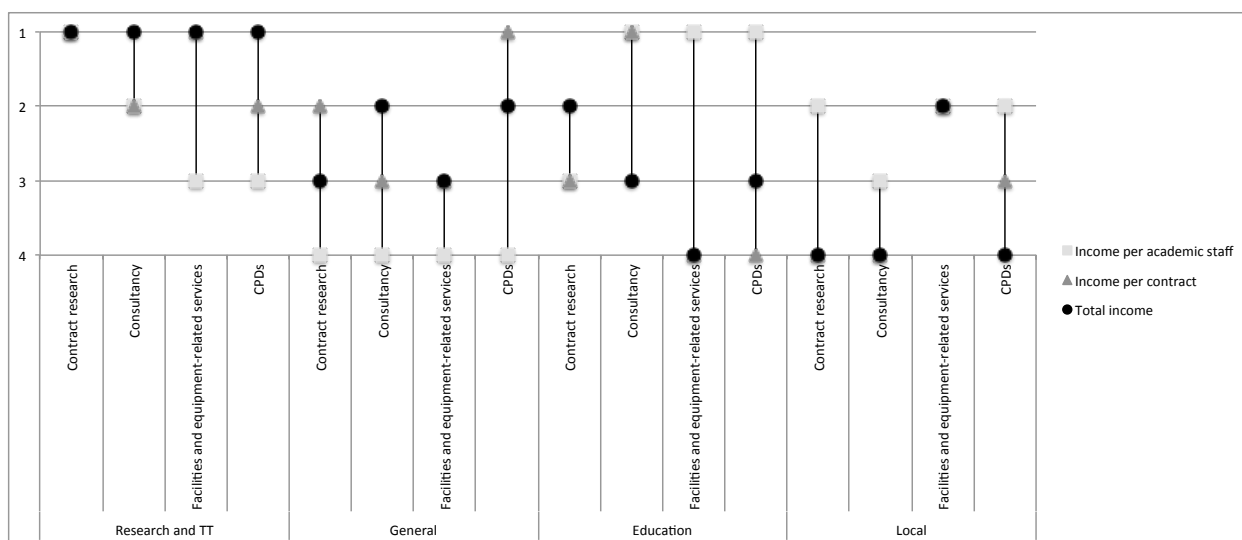 1
2
3
4
Contract research
Consultancy
Facilities and equipment-related services
CPDs
Contract research
Consultancy
Facilities and equipment-related services
CPDs
Contract research
Consultancy
Facilities and equipment-related services
CPDs
Contract research
Consultancy
Facilities and equipment-related services
CPDs
Research and TT
General
Education
Local
Income per academic staff
Income per contract
Total income